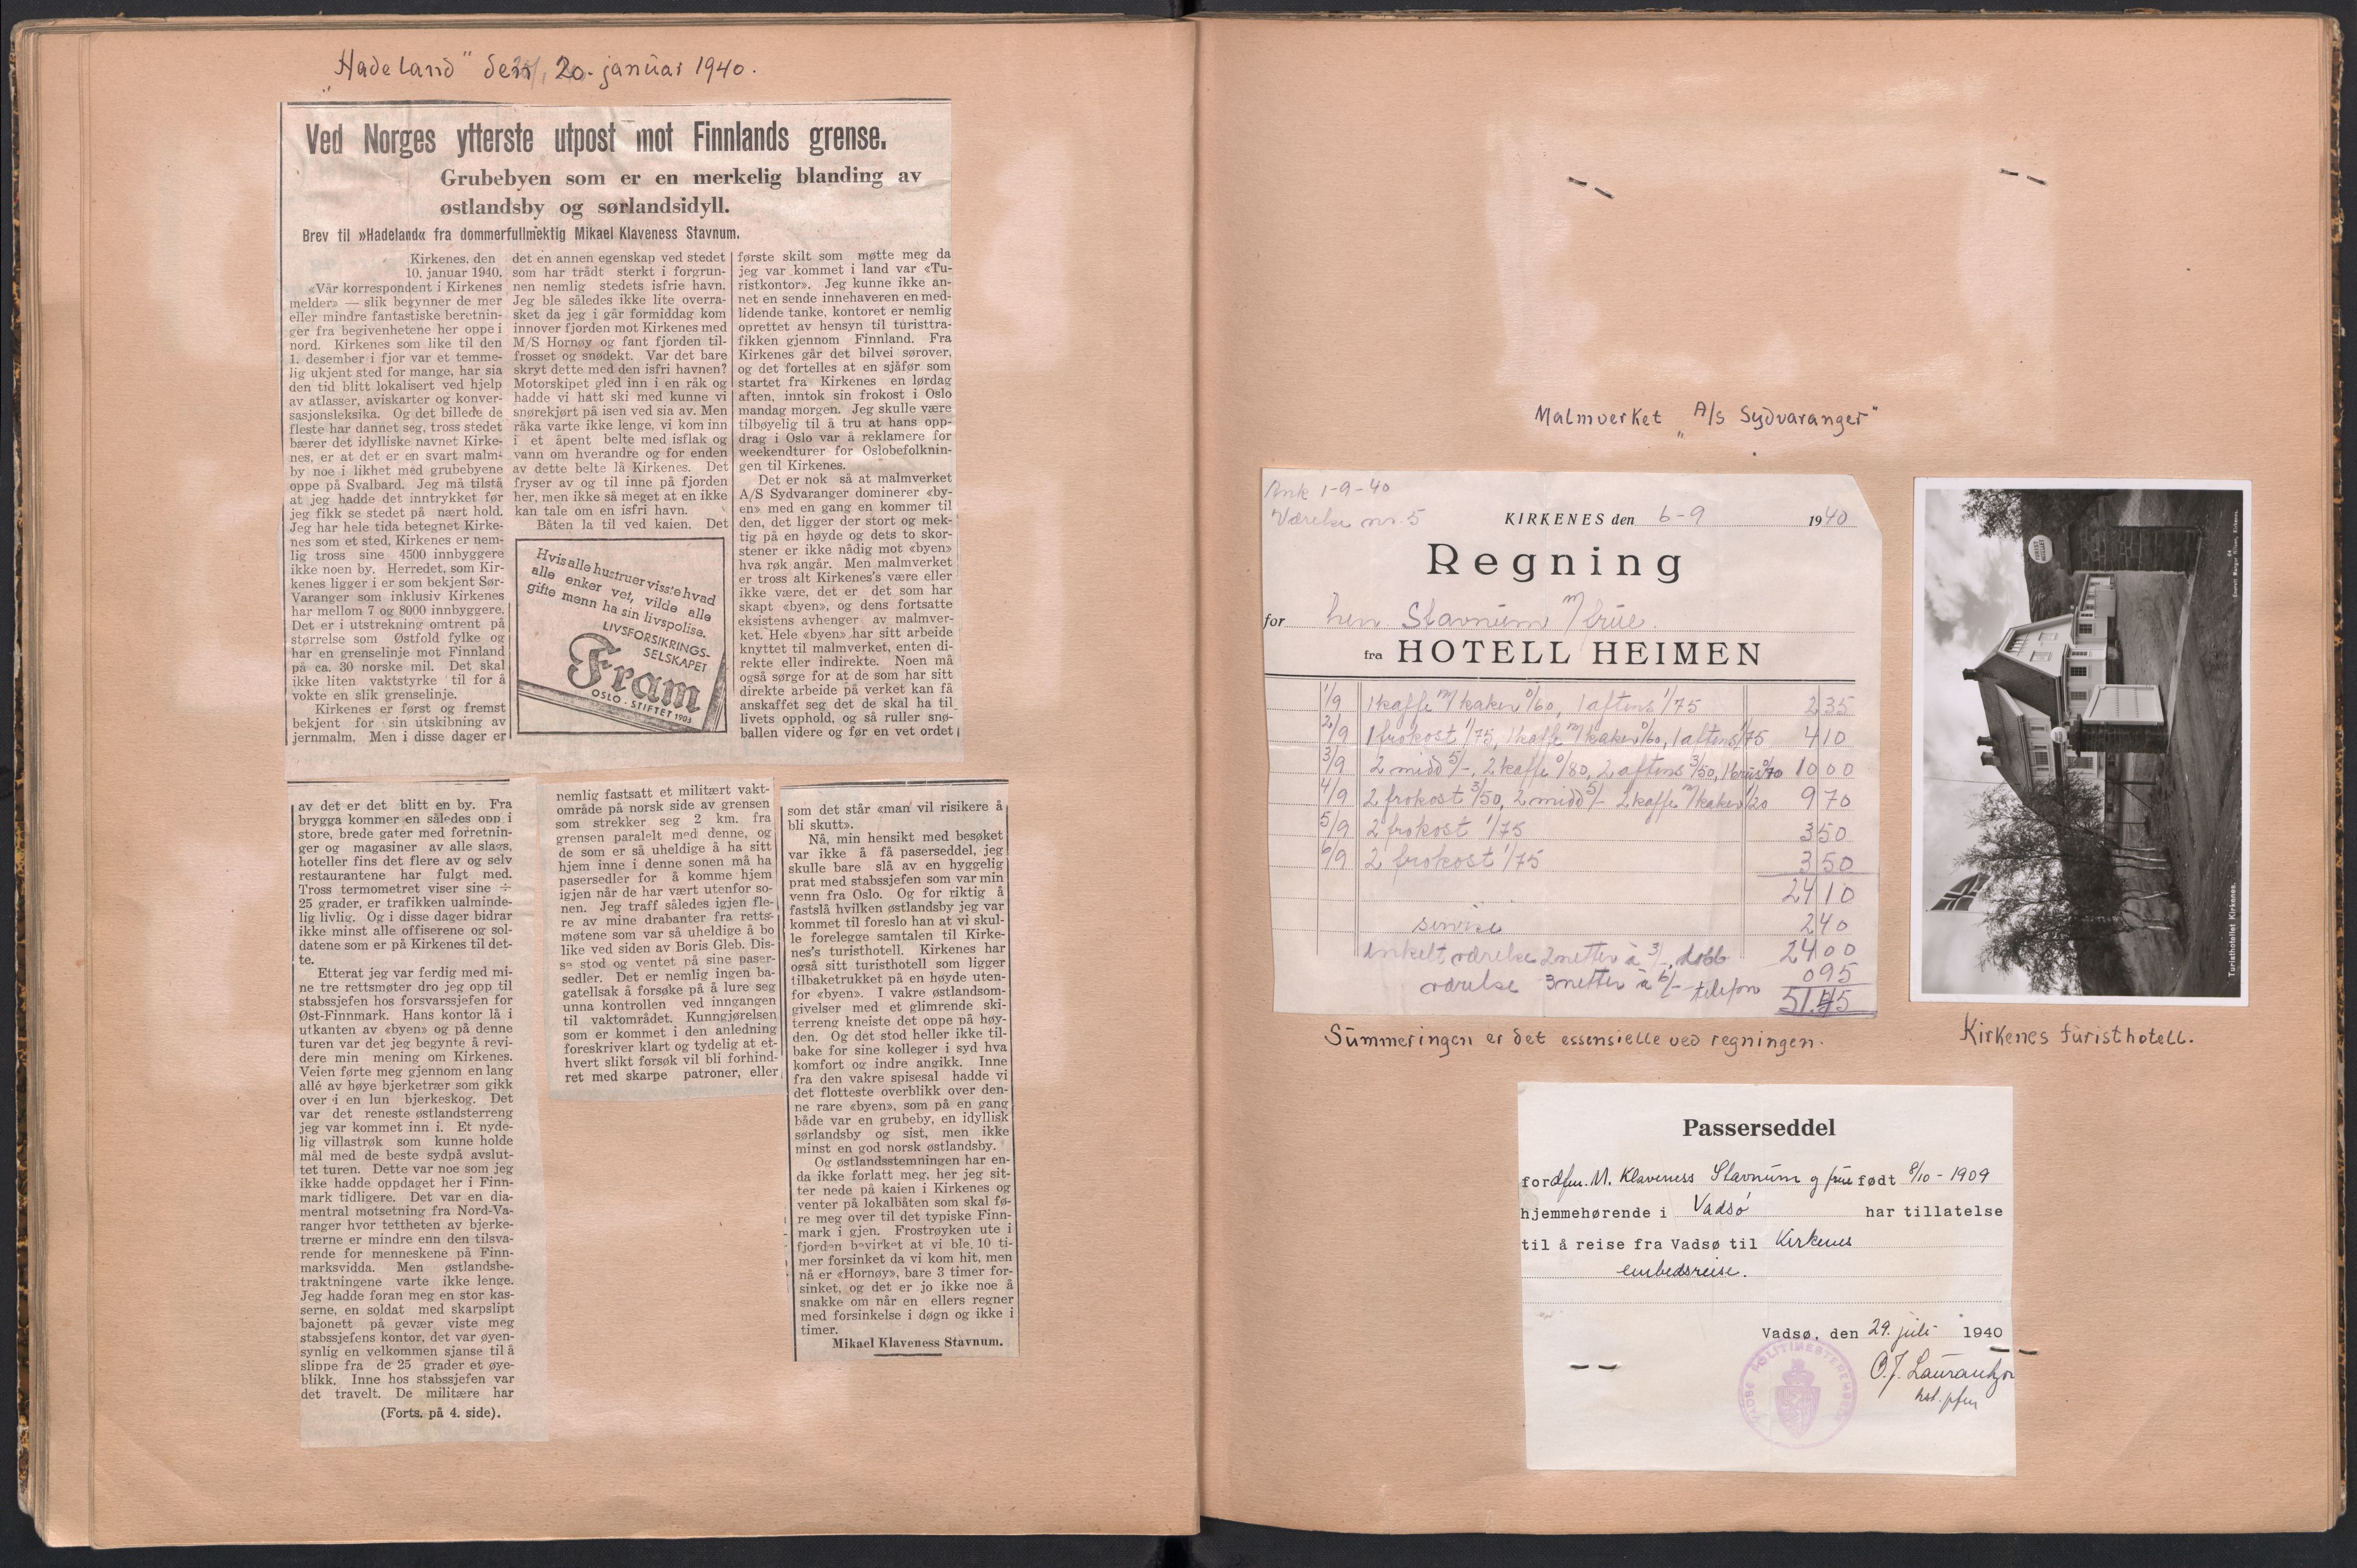 „Hadeland" den, 20. januar 1940.
Ved Norges ytterste utpost mot Finnlands grense.
Grubebyen som er en merkelig blanding av
østlandsby og sørlandsidyll.
Brev til »Hadeland« fra dommerfullmektig Mikael Klaveness Stavnum.
Kirkenes, den
10. januar 1940.
«Vår korrespondent i Kirkenes
melder» — slik begynner de mer
eller mindre fantastiske beretnin-
ger fra begivenhetene her oppe i
nord. Kirkenes som like til den
1. desember i fjor var et temme-
lig ukjent sted for mange, har sia
den tid blitt lokalisert ved hjelp
av atlasser, aviskarter og konver-
sasjonsleksika. Og det billede de
fleste har dannet seg, tross stedet
bærer det idylliske navnet Kirke-
nes, er at det er en svart malm-
by noe i likhet med grubebyene
oppe på Svalbard. Jeg må tilstå
at jeg hadde det inntrykket før
jeg fikk se stedet på nært hold.
Jeg har hele tida betegnet Kirke-
nes som et sted, Kirkenes er nem-
lig tross sine 4500 innbyggere
ikke noen by. Herredet, som Kir-
kenes ligger i er som bekjent Sør-
Varanger som inklusiv Kirkenes
har mellom 7 og 8000 innbyggere.
Det er i utstrekning omtrent på
størrelse som Østfold fylke og
har en grenselinje mot Finnland
på ca. 30 norske mil. Det skal
ikke liten vaktstyrke til for å
vokte en slik grenselinje.
Kirkenes er først og fremst
bekjent for sin utskibning av
jernmalm. Men i disse dager er
det en annen egenskap ved stedet
som har trådt sterkt i forgrun-
nen nemlig stedets isfrie havn.
Jeg ble således ikke lite overra-
sket da jeg i går formiddag kom
innover fjorden mot Kirkenes med
M/S Hornøy og fant fjorden til-
frosset og snødekt. Var det bare
skryt dette med den isfri havnen?
Motorskipet gled inn i en råk og
hadde vi hatt ski med kunne vi
snørekjørt på isen ved sia av. Men
råka varte ikke lenge, vi kom inn
i et åpent belte med isflak og
vann om hverandre og for enden
av dette belte lå Kirkenes. Det
fryser av og til inne på fjorden
her, men ikke så meget at en ikke
kan tale om en isfri havn.
Båten la til ved kaien. Det
Hvis alle hustruer visste hvad
alle enker vet, vilde alle
gifte menn ha sin livspolise.
LIVSFORSIKRINGS-
SELSKAPET
Fram
OSLO - STIFTET 1903
første skilt som møtte meg da
jeg var kommet i land var «Tu-
ristkontor». Jeg kunne ikke an-
net en sende innehaveren en med-
lidende tanke, kontoret er nemlig
oprettet av hensyn til turisttra-
fikken gjennom Finnland. Fra
Kirkenes går det bilvei sørover,
og det fortelles at en sjåfør som
startet fra Kirkenes en lørdag
aften, inntok sin frokost i Oslo
mandag morgen. Jeg skulle være
tilbøyelig til å tru at hans opp-
drag i Oslo var å reklamere for
weekendturer for Oslobefolknin-
gen til Kirkenes.
Det er nok så at malmverket
A/S Sydvaranger dominerer «by-
en» med en gang en kommer til
den, det ligger der stort og mek-
tig på en høyde og dets to skor-
stener er ikke nådig mot «byen»
hva røk angår. Men malmverket
er tross alt Kirkenes's være eller
ikke være, det er det som har
skapt «byen», og dens fortsatte
eksistens avhenger av malmver-
ket. Hele «byen» har sitt arbeide
knyttet til malmverket, enten di-
rekte eller indirekte. Noen må
også sørge for at de som har sitt
direkte arbeide på verket kan få
anskaffet seg det de skal ha til
livets opphold, og så ruller snø-
ballen videre og før en vet ordet
av det er det blitt en by. Fra
brygga kommer en således opp i
store, brede gater med forretnin-
ger og magasiner av alle slags,
hoteller fins det flere av og selv
restaurantene har fulgt med.
Tross termometret viser sine ÷
25 grader, er trafikken ualminde-
lig livlig. Og i disse dager bidrar
ikke minst alle offiserene og sol-
datene som er på Kirkenes til det-
te.
Etterat jeg var ferdig med mi-
ne tre rettsmøter dro jeg opp til
stabssjefen hos forsvarssjefen for
Øst-Finnmark. Hans kontor lå i
utkanten av «byen» og på denne
turen var det jeg begynte å revi-
dere min mening om Kirkenes.
Veien førte meg gjennom en lang
allé av høye bjerketrær som gikk
over i en lun bjerkeskog. Det
var det reneste østlandsterreng
jeg var kommet inn i. Et nyde-
lig villastrøk som kunne holde
mål med de beste sydpå avslut-
tet turen. Dette var noe som jeg
ikke hadde oppdaget her i Finn-
mark tidligere. Det var en dia-
mentral motsetning fra Nord-Va-
ranger hvor tettheten av bjerke-
trærne er mindre enn den tilsva-
rende for menneskene på Finn-
marksvidda. Men østlandsbe-
traktningene varte ikke lenge.
Jeg hadde foran meg en stor kas-
serne, en soldat med skarpslipt
bajonett på gevær viste meg
stabssjefens kontor, det var øyen-
synlig en velkommen sjanse til å
slippe fra de 25 grader et øye-
blikk. Inne hos stabssjefen var
det travelt. De militære har
(Forts. på 4. side).
nemlig fastsatt et militært vakt-
område på norsk side av grensen
som strekker seg 2 km. fra
grensen paralelt med denne, og
de som er så uheldige å ha sitt
hjem inne i denne sonen må ha
pasersedler for å komme hjem
igjen når de har vært utenfor so-
nen. Jeg traff således igjen fle-
re av mine drabanter fra retts-
møtene som var så uheldige å bo
like ved siden av Boris Gleb. Dis-
se stod og ventet på sine paser-
sedler. Det er nemlig ingen ba-
gatellsak å forsøke på å lure seg
unna kontrollen ved inngangen
til vaktområdet. Kunngjørelsen
som er kommet i den anledning
foreskriver klart og tydelig at et-
hvert slikt forsøk vil bli forhind-
ret med skarpe patroner, eller
som det står «man vil risikere å
bli skutt».
Nå, min hensikt med besøket
var ikke å få paserseddel, jeg
skulle bare slå av en hyggelig
prat med stabssjefen som var min
venn fra Oslo. Og for riktig å
fastslå hvilken østlandsby jeg var
kommet til foreslo han at vi skul-
le forelegge samtalen til Kirke-
nes's turisthotell. Kirkenes har
også sitt turisthotell som ligger
tilbaketrukket på en høyde uten-
for «byen». I vakre østlandsom-
givelser med et glimrende ski-
terreng kneiste det oppe på høy-
den. Og det stod heller ikke til-
bake for sine kolleger i syd hva
komfort og indre angikk. Inne
fra den vakre spisesal hadde vi
det flotteste overblikk over den-
ne rare «byen», som på en gang
både var en grubeby, en idyllisk
sørlandsby og sist, men ikke
minst en god norsk østlandsby.
Og østlandsstemningen har en-
da ikke forlatt meg, her jeg sit-
ter nede på kaien i Kirkenes og
venter på lokalbåten som skal fø-
re meg over til det typiske Finn-
mark i gjen. Frostrøyken ute i
fjorden bevirket at vi ble 10 ti-
mer forsinket da vi kom hit, men
nå er «Hornøy», bare 3 timer for-
sinket, og det er jo ikke noe å
snakke om når en ellers regner
med forsinkelse i døgn og ikke i
timer.
Mikael Klaveness Stavnum.
Malmverket „A/S Sydvaranger"
Ank 1-9-40
Værelse nr. 5
KIRKENES den 6-9 1940
Regning
for herr Stavnum m/frue.
fra HOTELL HEIMEN
1/9 1 kaffe m/kaker 0/60, 1 aftens 1/75 2 35
2/9 1 frokost 1/75, 1 kaffe m/kaker 0/60, 1 aftens 1/75 4 10
3/9 2 midd 5/-, 2 kaffe 0/80, 2 aftens 3/50, 1 brus 0/70 10 00
4/9 2 frokost 3/50, 2 midd 5/- 2 kaffe m/kaker 1/20 9 70
5/9 2 frokost 1/75 3 50
6/9 2 frokost 1/75 3 50
24 10
service 2 40
enkelt værelse 2 netter à 3/-, dobb 24 00
værelse 3 netter à 6/- telefon 0 95
51.45
Summeringen er det essensielle ved regningen.
Turisthotellet Kirkenes.
Kirkenes turisthotell.
Passerseddel
for dfm. M. Klaveness Stavnum og frue født 8/10 - 1909
hjemmehørende i Vadsø har tillatelse
til å reise fra Vadsø til Kirkenes
embedsreise.
Vadsø, den 29. juli 1940
VADSØ POLITIMESTEREMBED